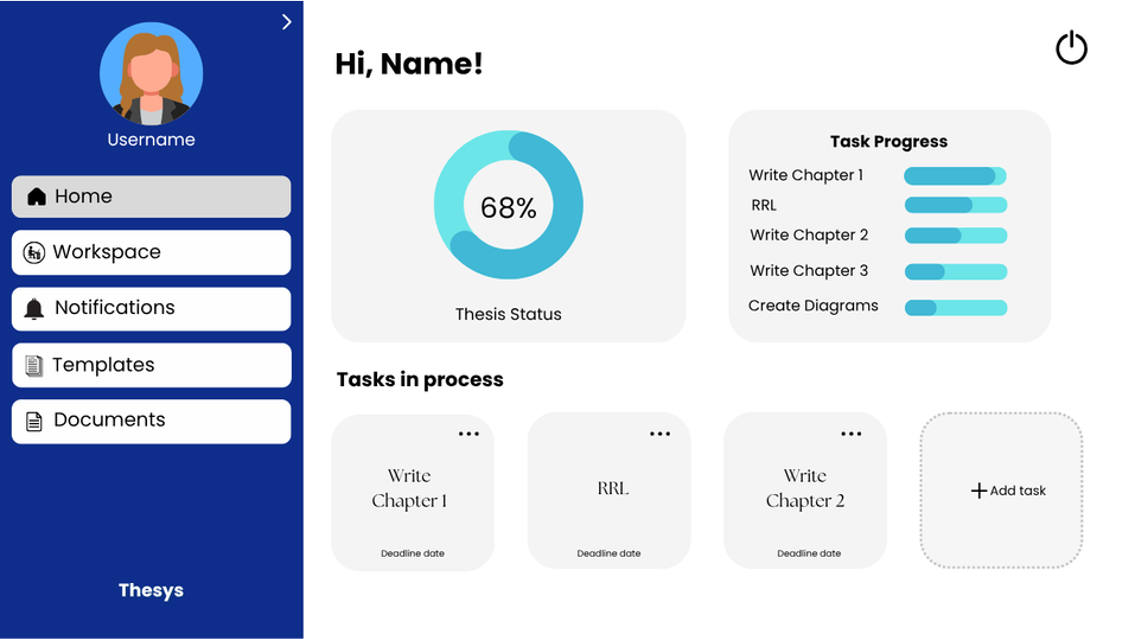 Username
Home
Workspace
Notifications
Templates
Documents
Thesys
Hi, Name!
68%
Thesis Status
Task Progress
Write Chapter 1
RRL
Write Chapter 2
Write Chapter 3
Create Diagrams
Tasks in process
Write
Chapter 1
Deadline date
RRL
Deadline date
Write
Chapter 2
Deadline date
+Add task